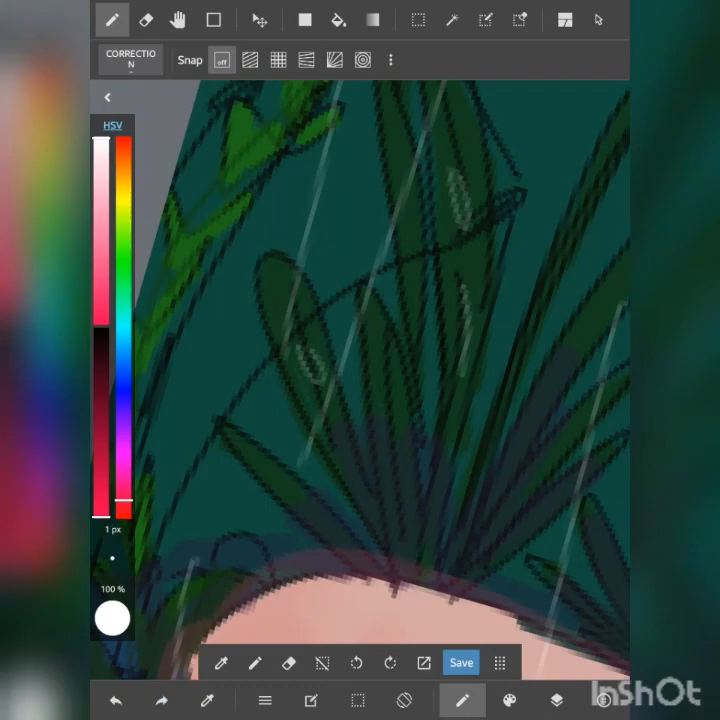 CORRECTIO
N
Snap
off
HSV
1 px
100 %
Save
InShOt